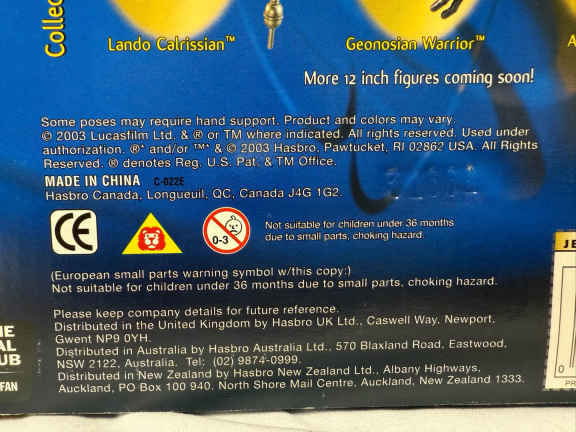 Collec
Lando Calrissian™
Geonosian Warrior™
A
More 12 inch figures coming soon!
Some poses may require hand support. Product and colors may vary.
© 2003 Lucasfilm Ltd. & ® or TM where indicated. All rights reserved. Used under
authorization. ®* and/or ™* & © 2003 Hasbro, Pawtucket, RI 02862 USA. All Rights
Reserved. ® denotes Reg. U.S. Pat. & TM Office.
MADE IN CHINA C-022E
Hasbro Canada, Longueuil, QC, Canada J4G 1G2.
CE
0-3
Not suitable for children under 36 months
due to small parts, choking hazard.
(European small parts warning symbol w/this copy:)
Not suitable for children under 36 months due to small parts, choking hazard.
Please keep company details for future reference.
Distributed in the United Kingdom by Hasbro UK Ltd., Caswell Way, Newport,
Gwent NP9 0YH.
Distributed in Australia by Hasbro Australia Ltd., 570 Blaxland Road, Eastwood,
NSW 2122, Australia. Tel: (02) 9874-0999.
Distributed in New Zealand by Hasbro New Zealand Ltd., Albany Highways,
Auckland, PO Box 100 940, North Shore Mail Centre, Auckland, New Zealand 1333.
HE
AL
UB
FAN
JE
0
PR